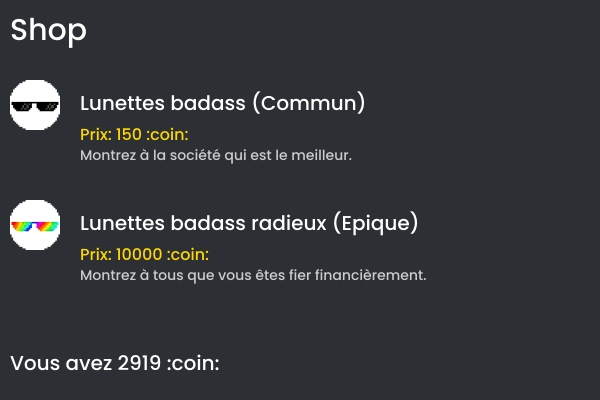 Shop
Lunettes badass (Commun)
Prix: 150 :coin:
Montrez à la société qui est le meilleur.
Lunettes badass radieux (Epique)
Prix: 10000 :coin:
Montrez à tous que vous êtes fier financièrement.
Vous avez 2919 :coin: